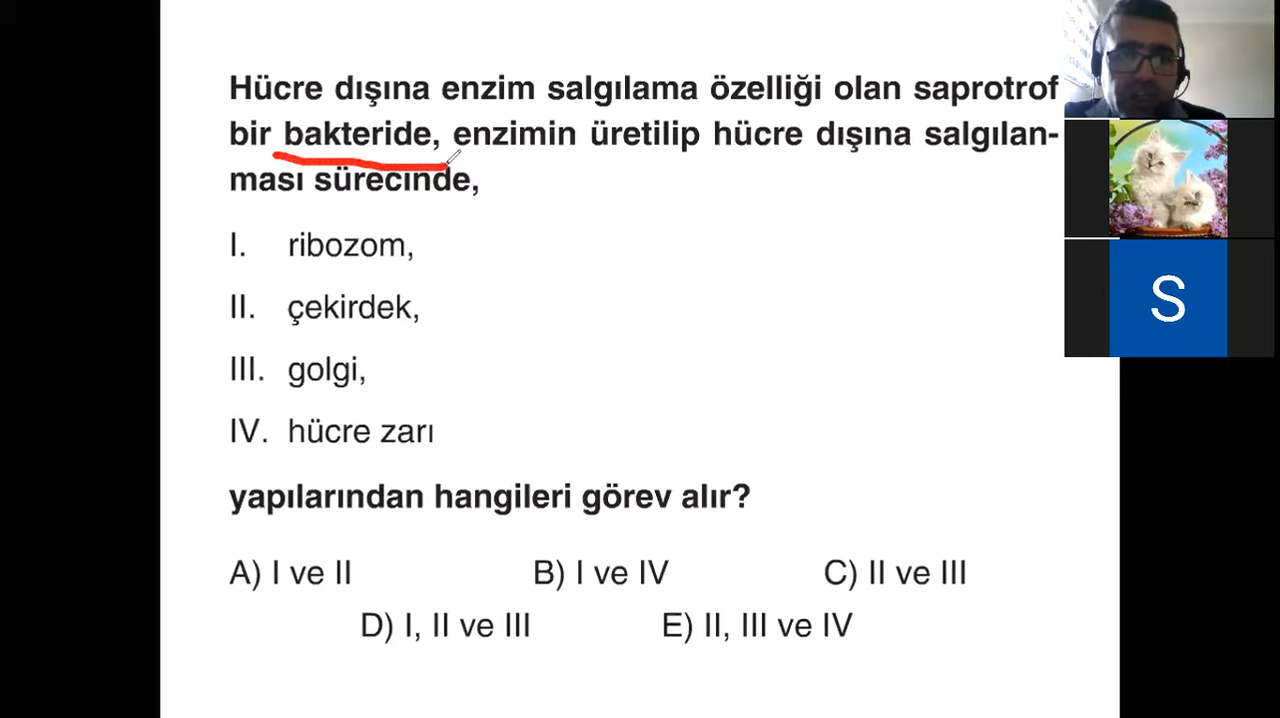 Hücre dışına enzim salgılama özelliği olan saprotrof
bir bakteride, enzimin üretilip hücre dışına salgılan-
ması sürecinde,
I. ribozom,
II. çekirdek,
III. golgi,
IV. hücre zarı
yapılarından hangileri görev alır?
A) I ve II B) I ve IV C) II ve III
D) I, II ve III E) II, III ve IV
S